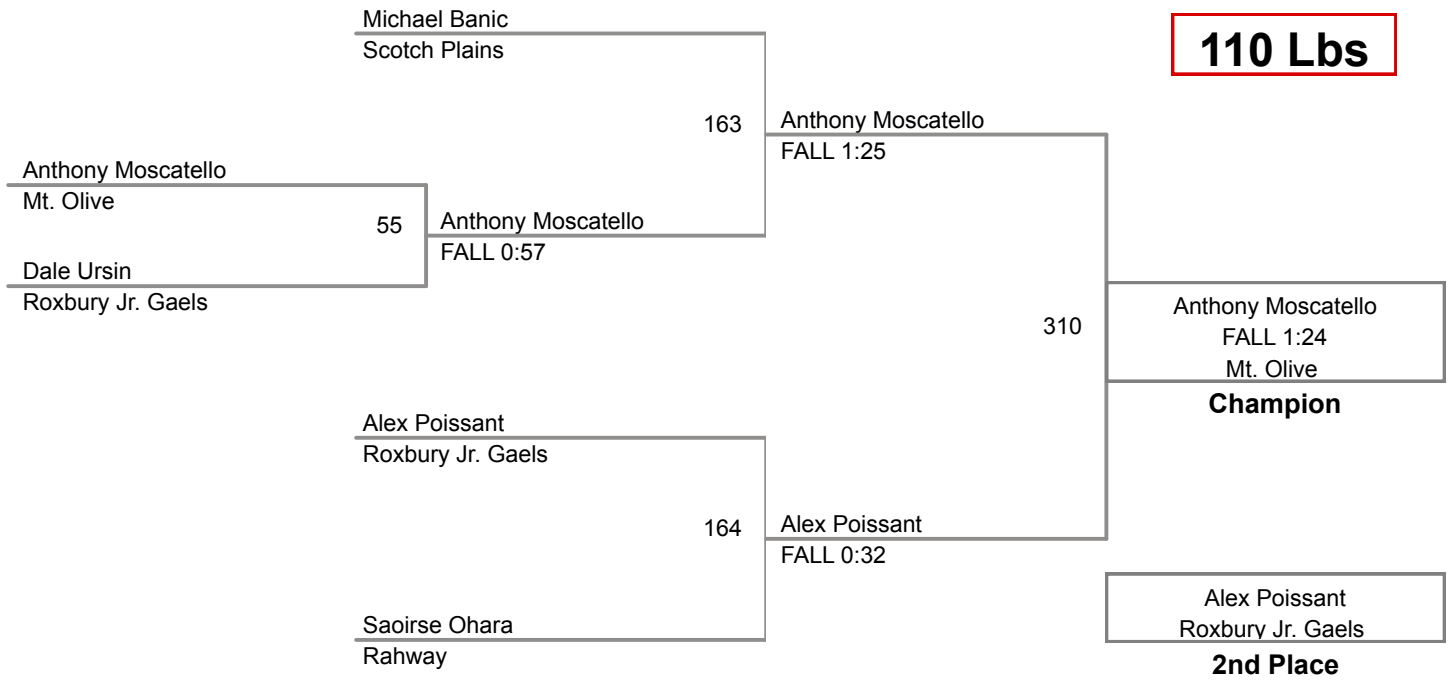 Michael Banic
Scotch Plains
110 Lbs
163
Anthony Moscatello
FALL 1:25
Anthony Moscatello
Mt. Olive
55
Anthony Moscatello
FALL 0:57
Dale Ursin
Roxbury Jr. Gaels
310
Anthony Moscatello
FALL 1:24
Mt. Olive
Champion
Alex Poissant
Roxbury Jr. Gaels
164
Alex Poissant
FALL 0:32
Saoirse Ohara
Rahway
Alex Poissant
Roxbury Jr. Gaels
2nd Place